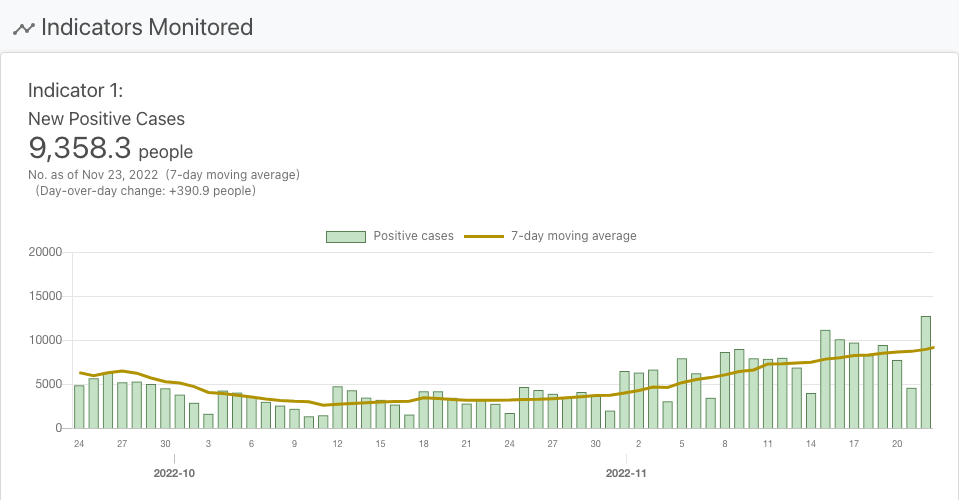 Indicators Monitored
Indicator 1:
New Positive Cases
9,358.3 people
No. as of Nov 23, 2022 (7-day moving average)
(Day-over-day change: +390.9 people)
Positive cases 7-day moving average
20000
15000
10000
5000
0
24 27 30 3 6 9 12 15 18 21 24 27 30 2 5 8 11 14 17 20
2022-10 2022-11